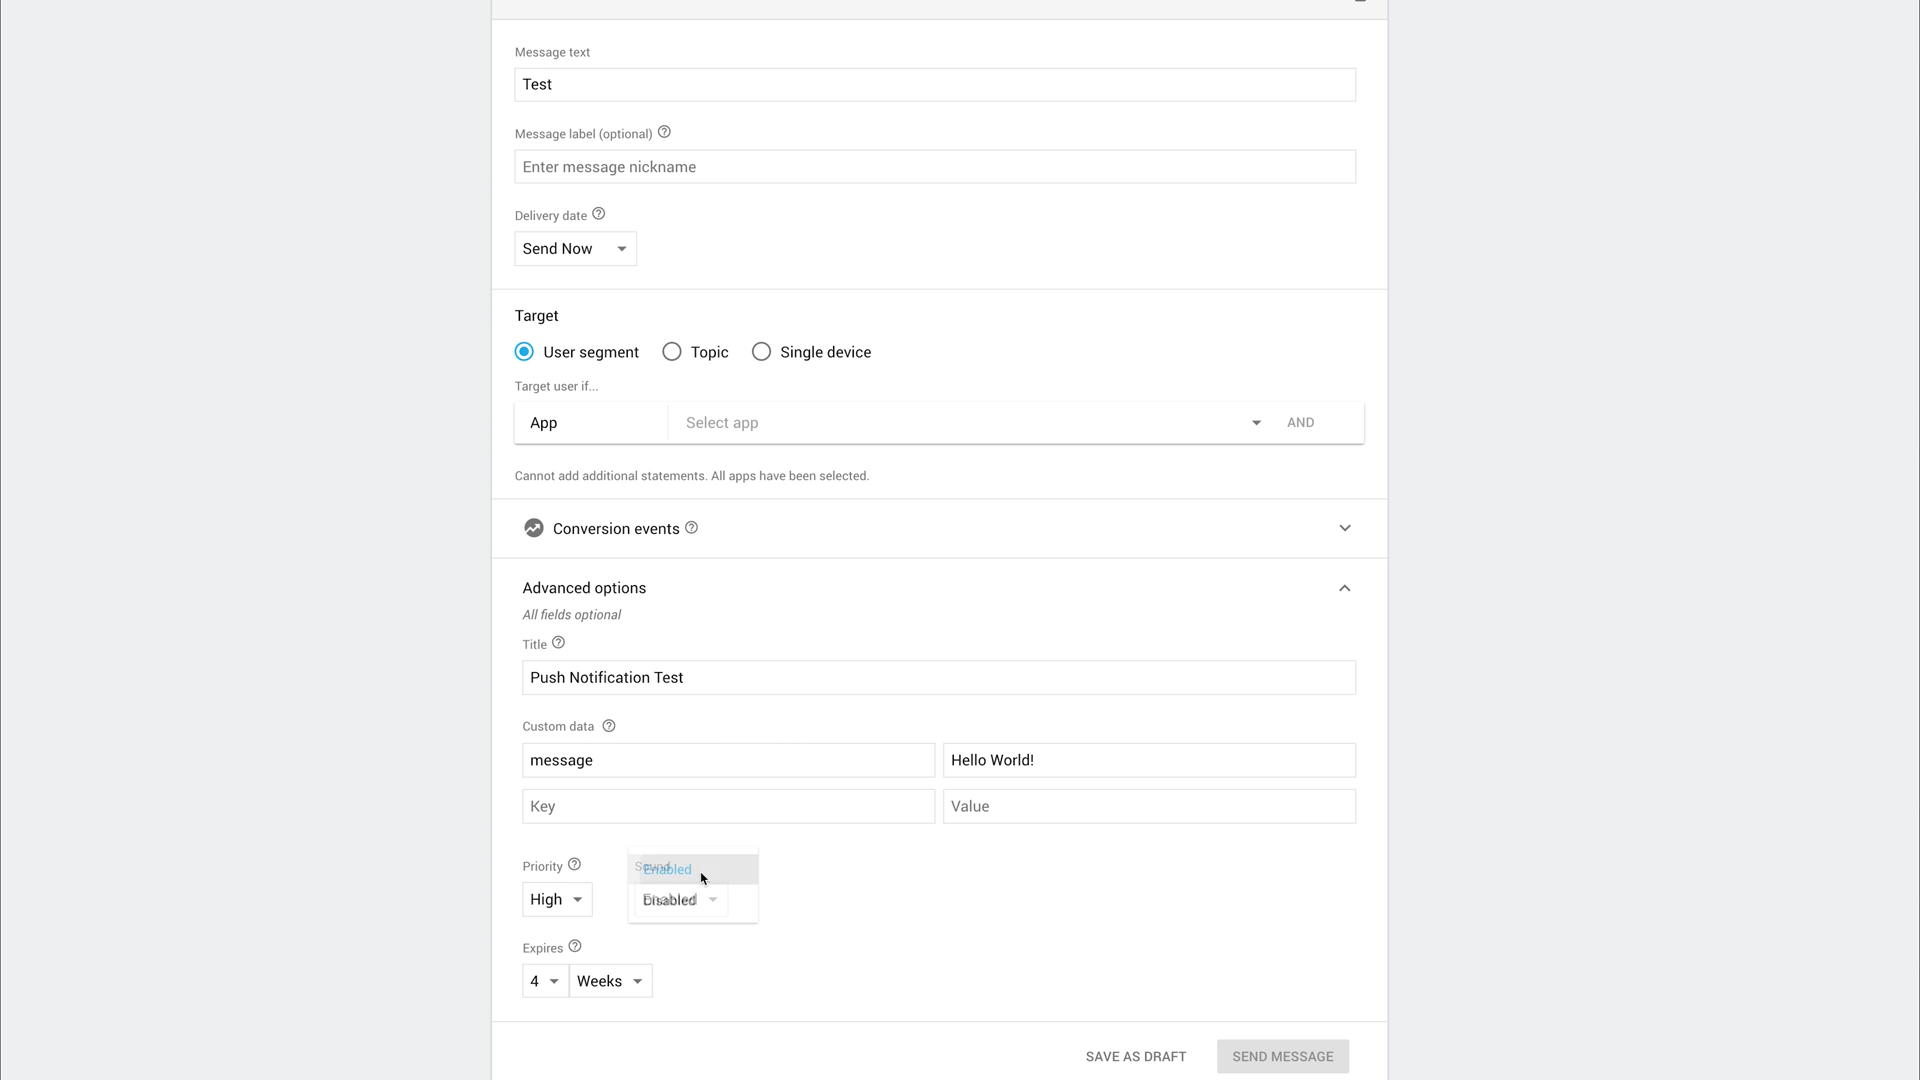 Message text
Test
Message label (optional)
Enter message nickname
Delivery date
Send Now
Target
User segment Topic Single device
Target user if...
App Select app AND
Cannot add additional statements. All apps have been selected.
Conversion events
Advanced options
All fields optional
Title
Push Notification Test
Custom data
message Hello World!
Key Value
Priority Sound Enabled
High Disabled
Expires
4 Weeks
SAVE AS DRAFT SEND MESSAGE